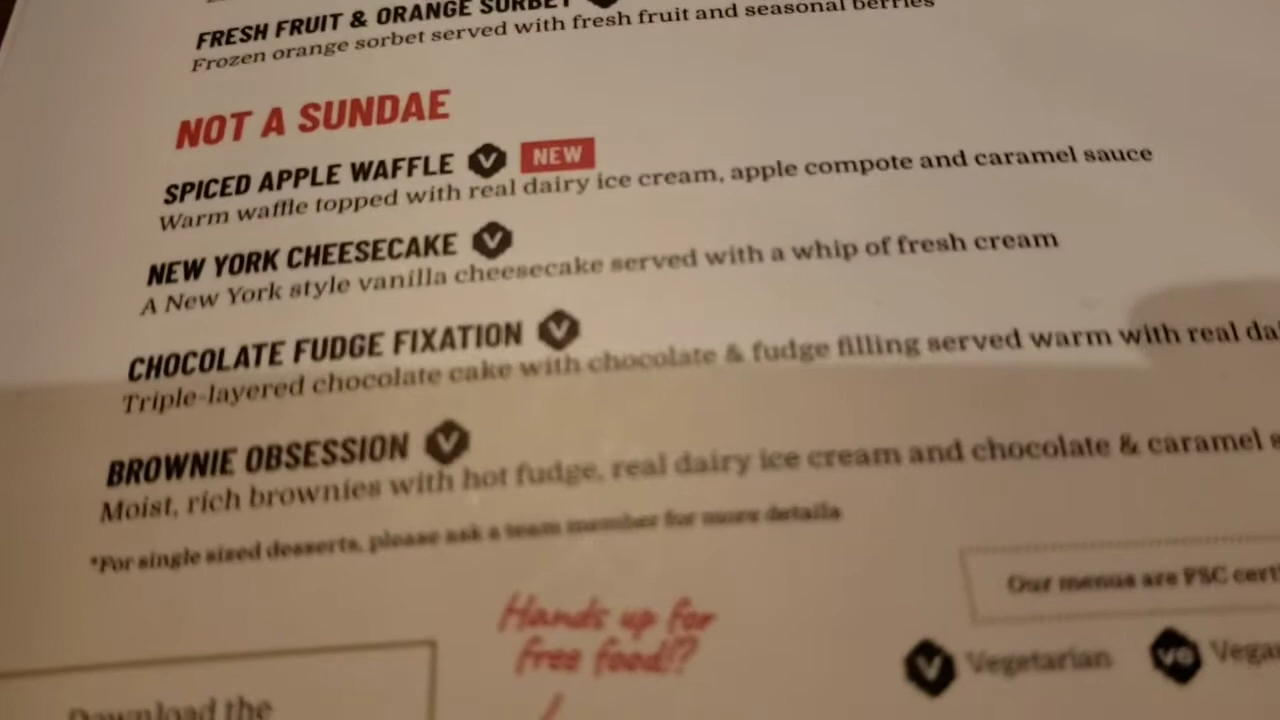 FRESH FRUIT & ORANGE SORBET
Frozen orange sorbet served with fresh fruit and seasonal berries
NOT A SUNDAE
SPICED APPLE WAFFLE V NEW
Warm waffle topped with real dairy ice cream, apple compote and caramel sauce
NEW YORK CHEESECAKE V
A New York style vanilla cheesecake served with a whip of fresh cream
CHOCOLATE FUDGE FIXATION V
Triple-layered chocolate cake with chocolate & fudge filling served warm with real da
BROWNIE OBSESSION V
Moist, rich brownies with hot fudge, real dairy ice cream and chocolate & caramel s
*For single sized desserts, please ask a team member for more details
Our menus are PSC cert
Hands up for
free food!?
V Vegetarian VG Vega
Download the